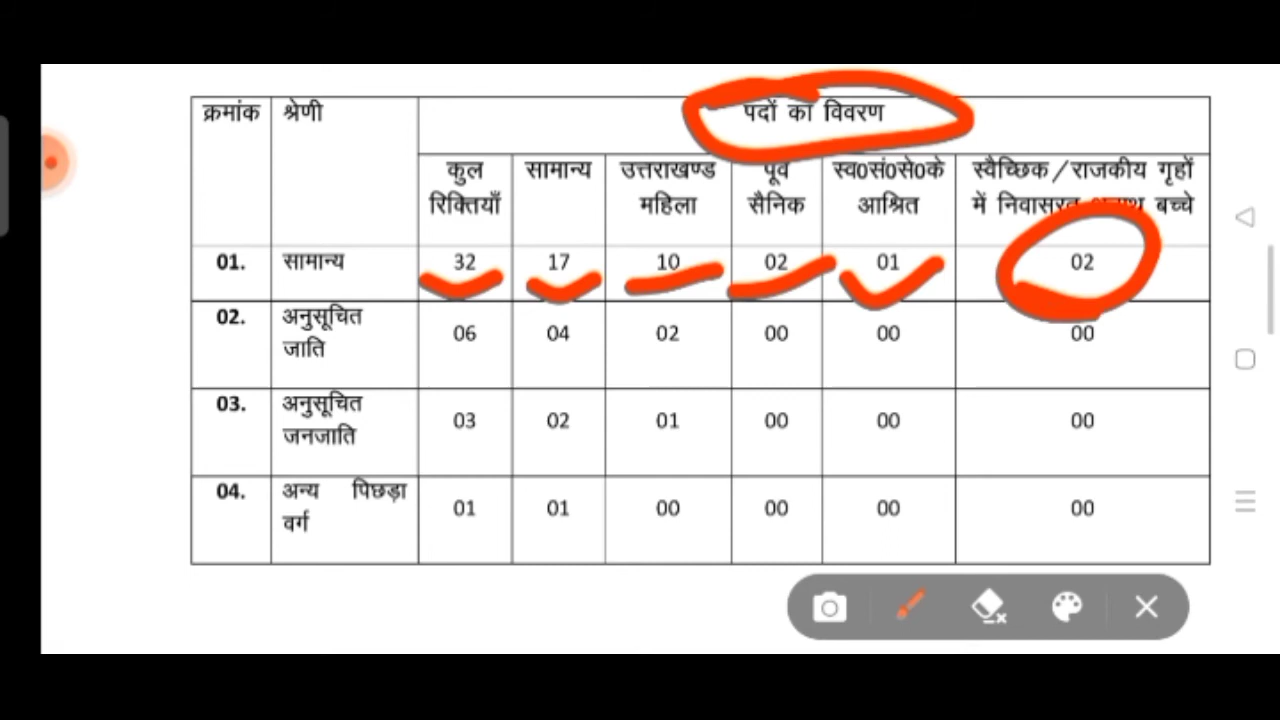 क्रमांक श्रेणी पदों का विवरण
कुल रिक्तियाँ सामान्य उत्तराखण्ड महिला पूर्व सैनिक स्व0सं0से0के आश्रित स्वैच्छिक/राजकीय गृहों में निवासरत बच्चे
01. सामान्य 32 17 10 02 01 02
02. अनुसूचित जाति 06 04 02 00 00 00
03. अनुसूचित जनजाति 03 02 01 00 00 00
04. अन्य पिछड़ा वर्ग 01 01 00 00 00 00